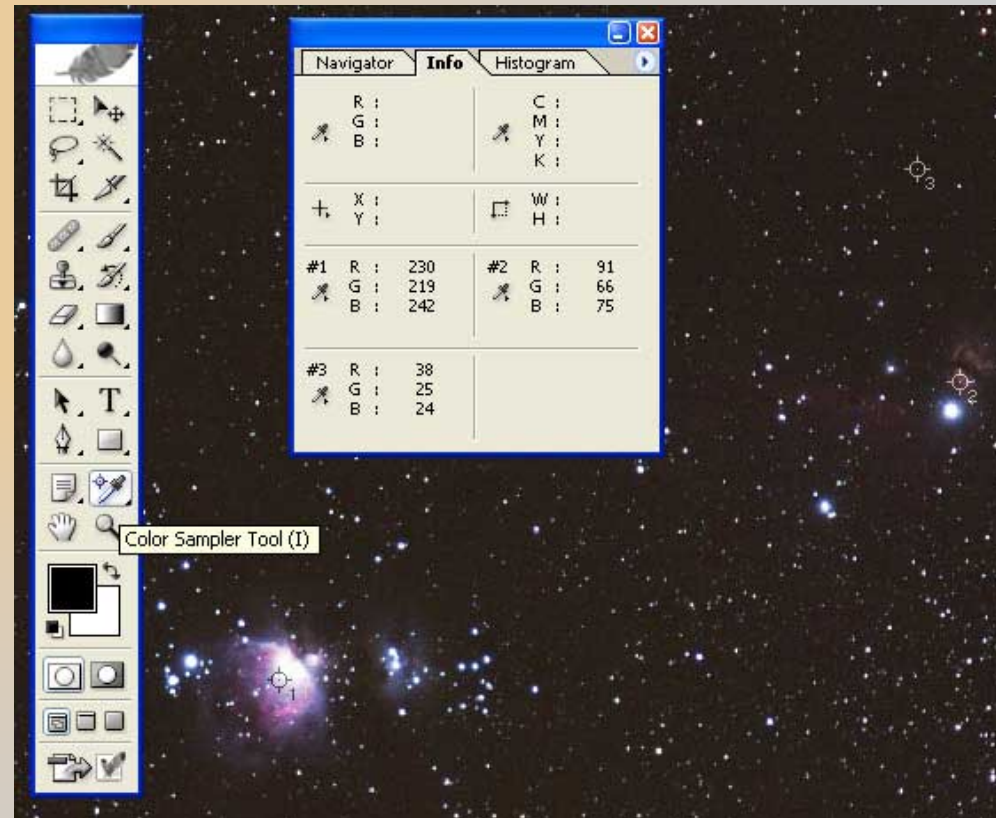 Navigator Info Histogram
R :
G :
B :
C :
M :
Y :
K :
X :
Y :
W :
H :
#1 R : 230
G : 219
B : 242
#2 R : 91
G : 66
B : 75
#3 R : 38
G : 25
B : 24
3
2
T
Color Sampler Tool (I)
1